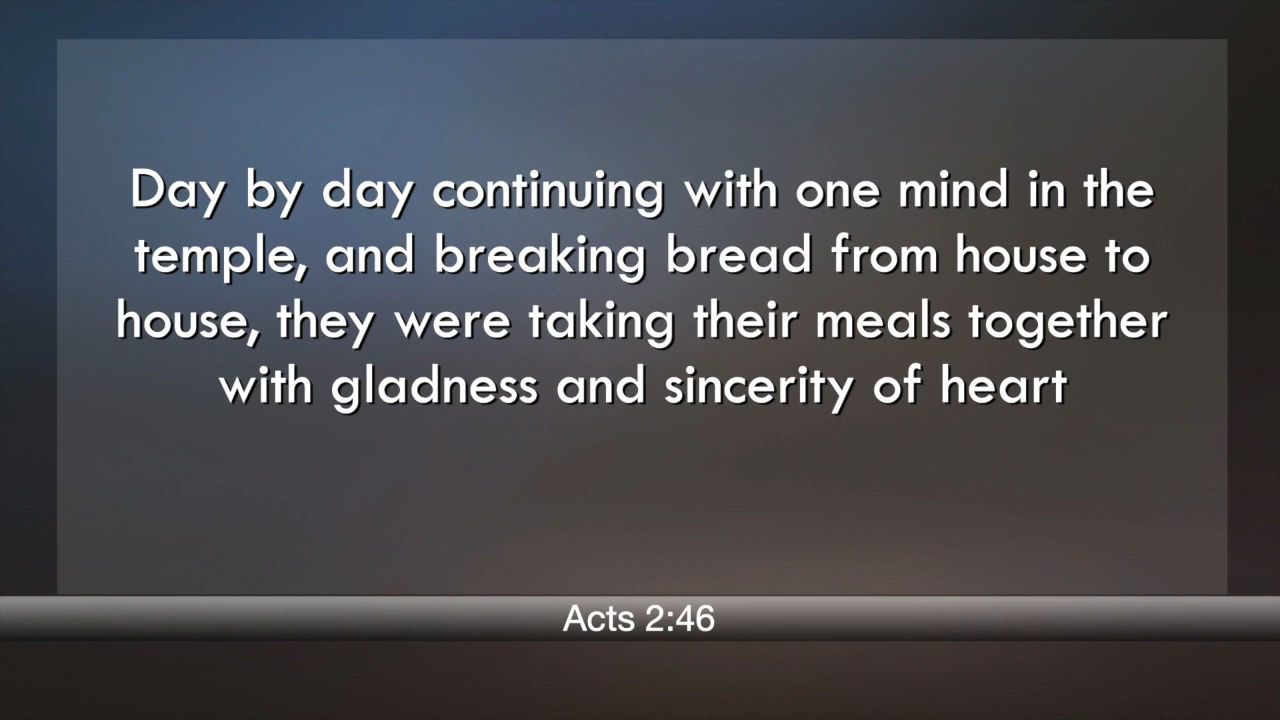 Day by day continuing with one mind in the
temple, and breaking bread from house to
house, they were taking their meals together
with gladness and sincerity of heart
Acts 2:46